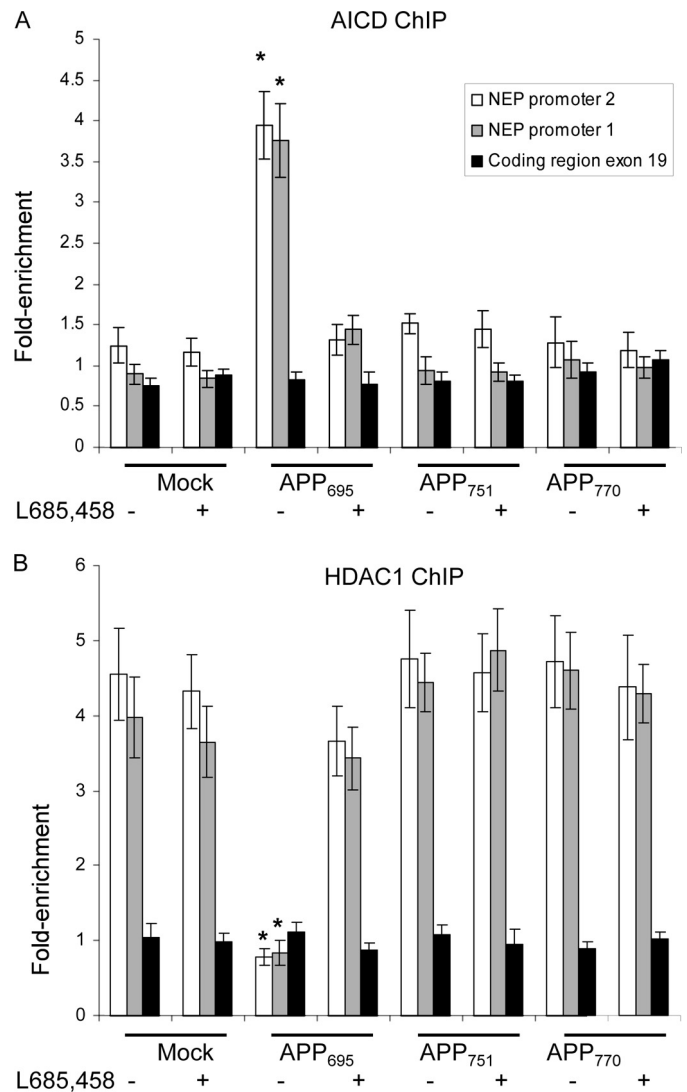 A
AICD ChIP
5
4.5
4
3.5
3
2.5
2
1.5
1
0.5
0
Fold-enrichment
* *
NEP promoter 2
NEP promoter 1
Coding region exon 19
Mock APP695 APP751 APP770
L685,458 - + - + - + - +
B
HDAC1 ChIP
6
5
4
3
2
1
0
Fold-enrichment
* *
Mock APP695 APP751 APP770
L685,458 - + - + - + - +